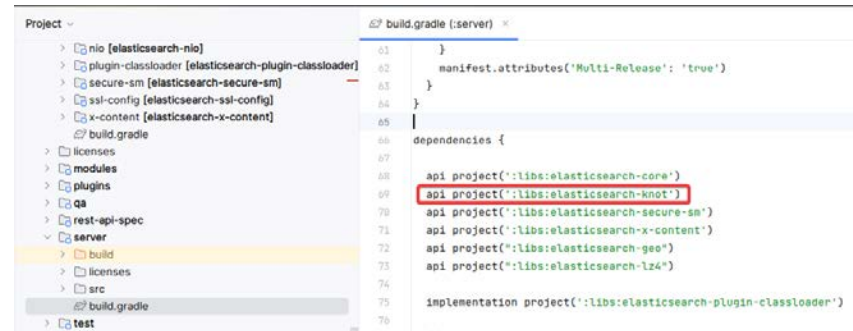 Project
nio [elasticsearch-nio]
plugin-classloader [elasticsearch-plugin-classloader]
secure-sm [elasticsearch-secure-sm]
ssl-config [elasticsearch-ssl-config]
x-content [elasticsearch-x-content]
build.gradle
licenses
modules
plugins
qa
rest-api-spec
server
build
licenses
src
build.gradle
test
build.gradle (:server)
61 }
62 manifest.attributes('Multi-Release': 'true')
63 }
64 }
65
66 dependencies {
67
68 api project(':libs:elasticsearch-core')
69 api project(':libs:elasticsearch-knot')
70 api project(':libs:elasticsearch-secure-sm')
71 api project(':libs:elasticsearch-x-content')
72 api project(":libs:elasticsearch-geo")
73 api project(":libs:elasticsearch-lz4")
74
75 implementation project(':libs:elasticsearch-plugin-classloader')
76